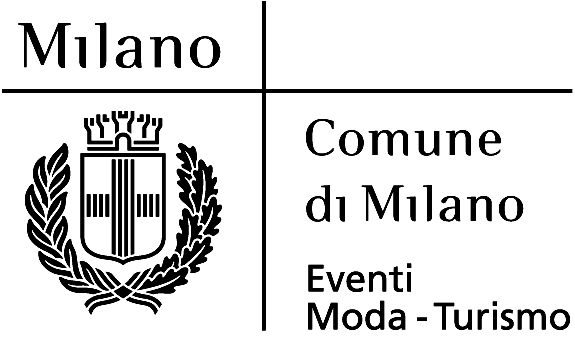 Milano
Comune
di Milano
Eventi
Moda - Turismo